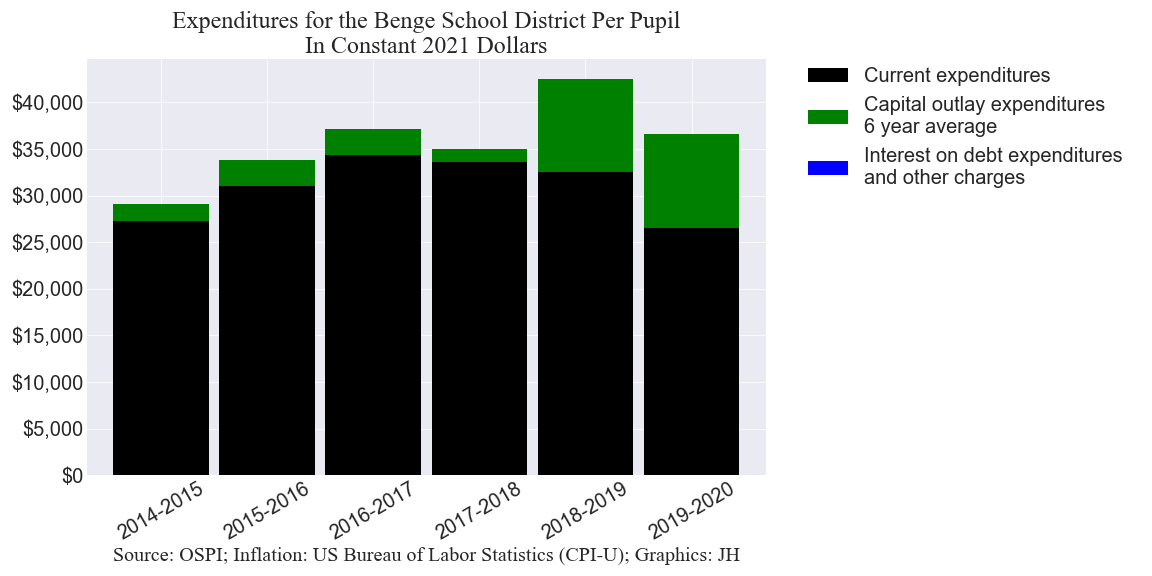 Expenditures for the Benge School District Per Pupil
In Constant 2021 Dollars
$40,000
$35,000
$30,000
$25,000
$20,000
$15,000
$10,000
$5,000
$0
2014-2015
2015-2016
2016-2017
2017-2018
2018-2019
2019-2020
Current expenditures
Capital outlay expenditures
6 year average
Interest on debt expenditures
and other charges
Source: OSPI; Inflation: US Bureau of Labor Statistics (CPI-U); Graphics: JH